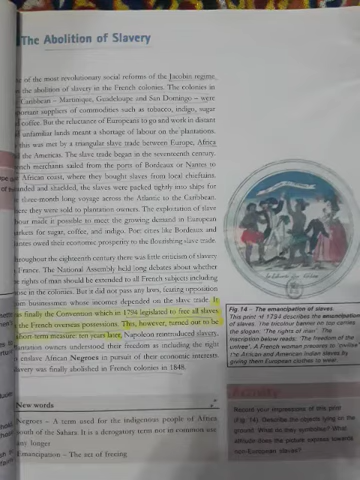 The Abolition of Slavery
of the most revolutionary social reforms of the Jacobin regime
the abolition of slavery in the French colonies. The colonies in
Caribbean – Martinique, Guadeloupe and San Domingo – were
portant suppliers of commodities such as tobacco, indigo, sugar
d coffee. But the reluctance of Europeans to go and work in distant
unfamiliar lands meant a shortage of labour on the plantations.
this was met by a triangular slave trade between Europe, Africa
the Americas. The slave trade began in the seventeenth century.
ench merchants sailed from the ports of Bordeaux or Nantes to
African coast, where they bought slaves from local chieftains.
anded and shackled, the slaves were packed tightly into ships for
three-month long voyage across the Atlantic to the Caribbean.
here they were sold to plantation owners. The exploitation of slave
bour made it possible to meet the growing demand in European
arkets for sugar, coffee, and indigo. Port cities like Bordeaux and
antes owed their economic prosperty to the flourishing slave trade.
hroughout the eighteenth century there was little criticism of slavery
France. The National Assembly held long debates about whether
e rights of man should be extended to all French subjects including
ose in the colonies. But it did not pass any laws, fearing opposition
om businessmen whose incomes depended on the slave trade. It
as finally the Convention which in 1794 legislated to free all slaves
the French overseas possessions. This, however, turned out to be
short-term measure: ten years later, Napoleon reintroduced slavery.
antation owners understood their freedom as including the right
enslave African Negroes in pursuit of their economic interests.
lavery was finally abolished in French colonies in 1848.
New words
Negroes – A term used for the indigenous people of Africa
outh of the Sahara. It is a derogatory term not in common use
ny longer
Emancipation – The act of freeing
Fig.14 – The emancipation of slaves
This print of 1794 describes the emancipation
of slaves. The tricolour banner on top carries
the slogan: 'The rights of man'. The
inscription below reads: 'The freedom of the
unfree'. A French woman prepares to 'civilise'
the African and American Indian slaves by
giving them European clothes to wear.
Activity
Record your impressions of this print
(Fig. 14). Describe the objects lying on the
ground. What do they symbolise? What
attitude does the picture express towards
non-European slaves?